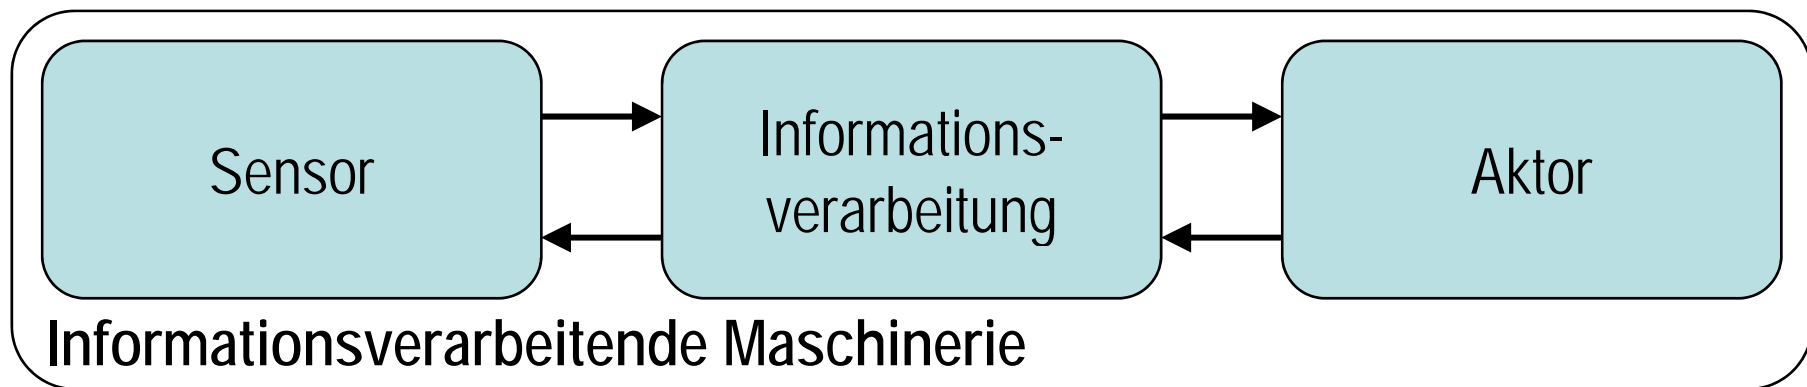 Sensor
Informations-
verarbeitung
Aktor
Informationsverarbeitende Maschinerie